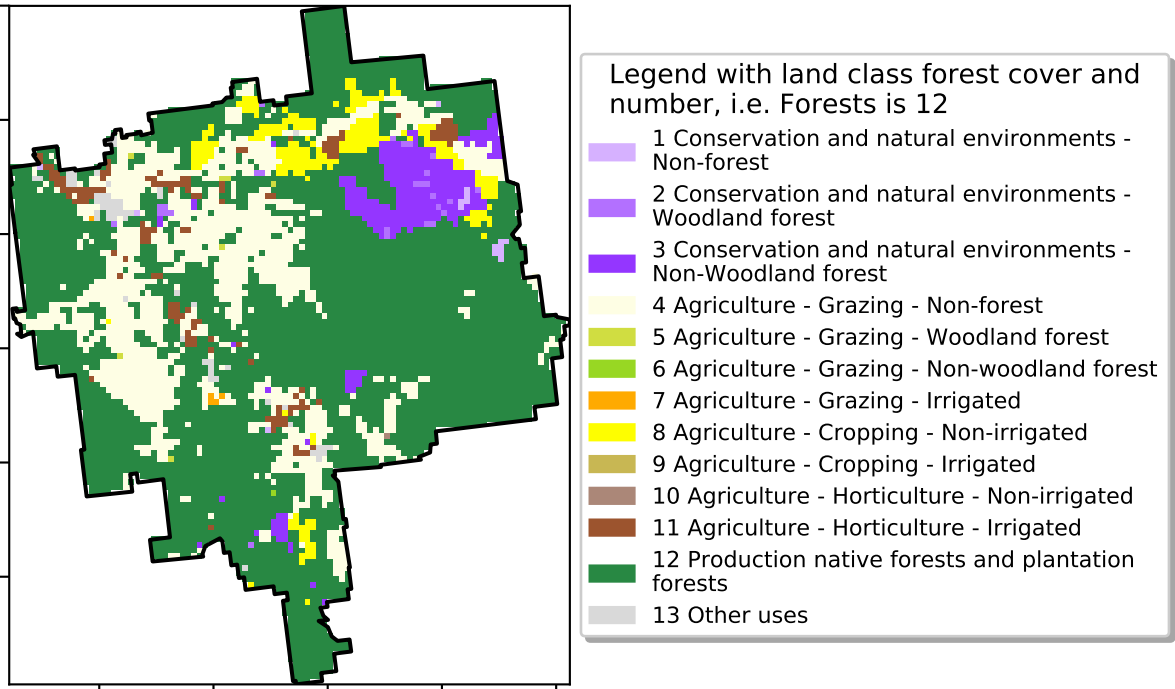 Legend with land class forest cover and
number, i.e. Forests is 12
1 Conservation and natural environments -
Non-forest
2 Conservation and natural environments -
Woodland forest
3 Conservation and natural environments -
Non-Woodland forest
4 Agriculture - Grazing - Non-forest
5 Agriculture - Grazing - Woodland forest
6 Agriculture - Grazing - Non-woodland forest
7 Agriculture - Grazing - Irrigated
8 Agriculture - Cropping - Non-irrigated
9 Agriculture - Cropping - Irrigated
10 Agriculture - Horticulture - Non-irrigated
11 Agriculture - Horticulture - Irrigated
12 Production native forests and plantation
forests
13 Other uses